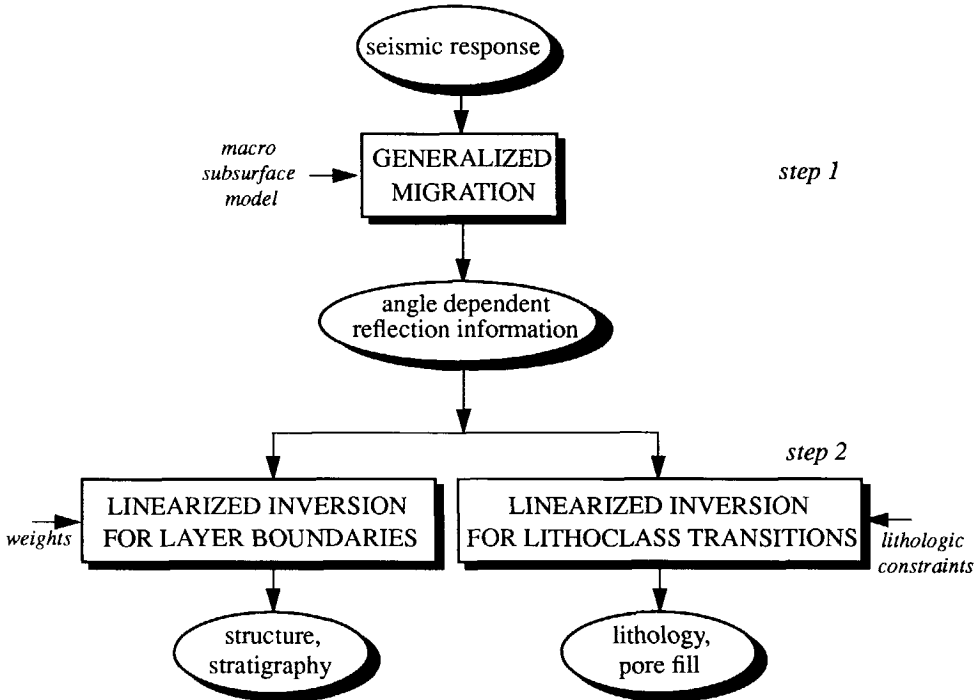 seismic response
macro
subsurface
model
GENERALIZED
MIGRATION
step 1
angle dependent
reflection information
step 2
weights
LINEARIZED INVERSION
FOR LAYER BOUNDARIES
LINEARIZED INVERSION
FOR LITHOCLASS TRANSITIONS
lithologic
constraints
structure,
stratigraphy
lithology,
pore fill